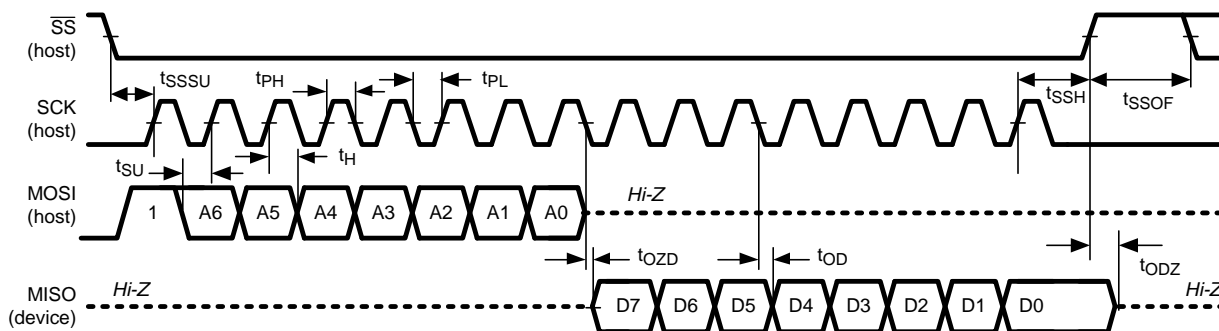 SS
(host)
tSSSU
tPH
tPL
tSSH
tSSOF
SCK
(host)
tSU
tH
MOSI
(host)
1 A6 A5 A4 A3 A2 A1 A0
Hi-Z
tOZD
tOD
tODZ
MISO
(device)
Hi-Z
D7 D6 D5 D4 D3 D2 D1 D0
Hi-Z